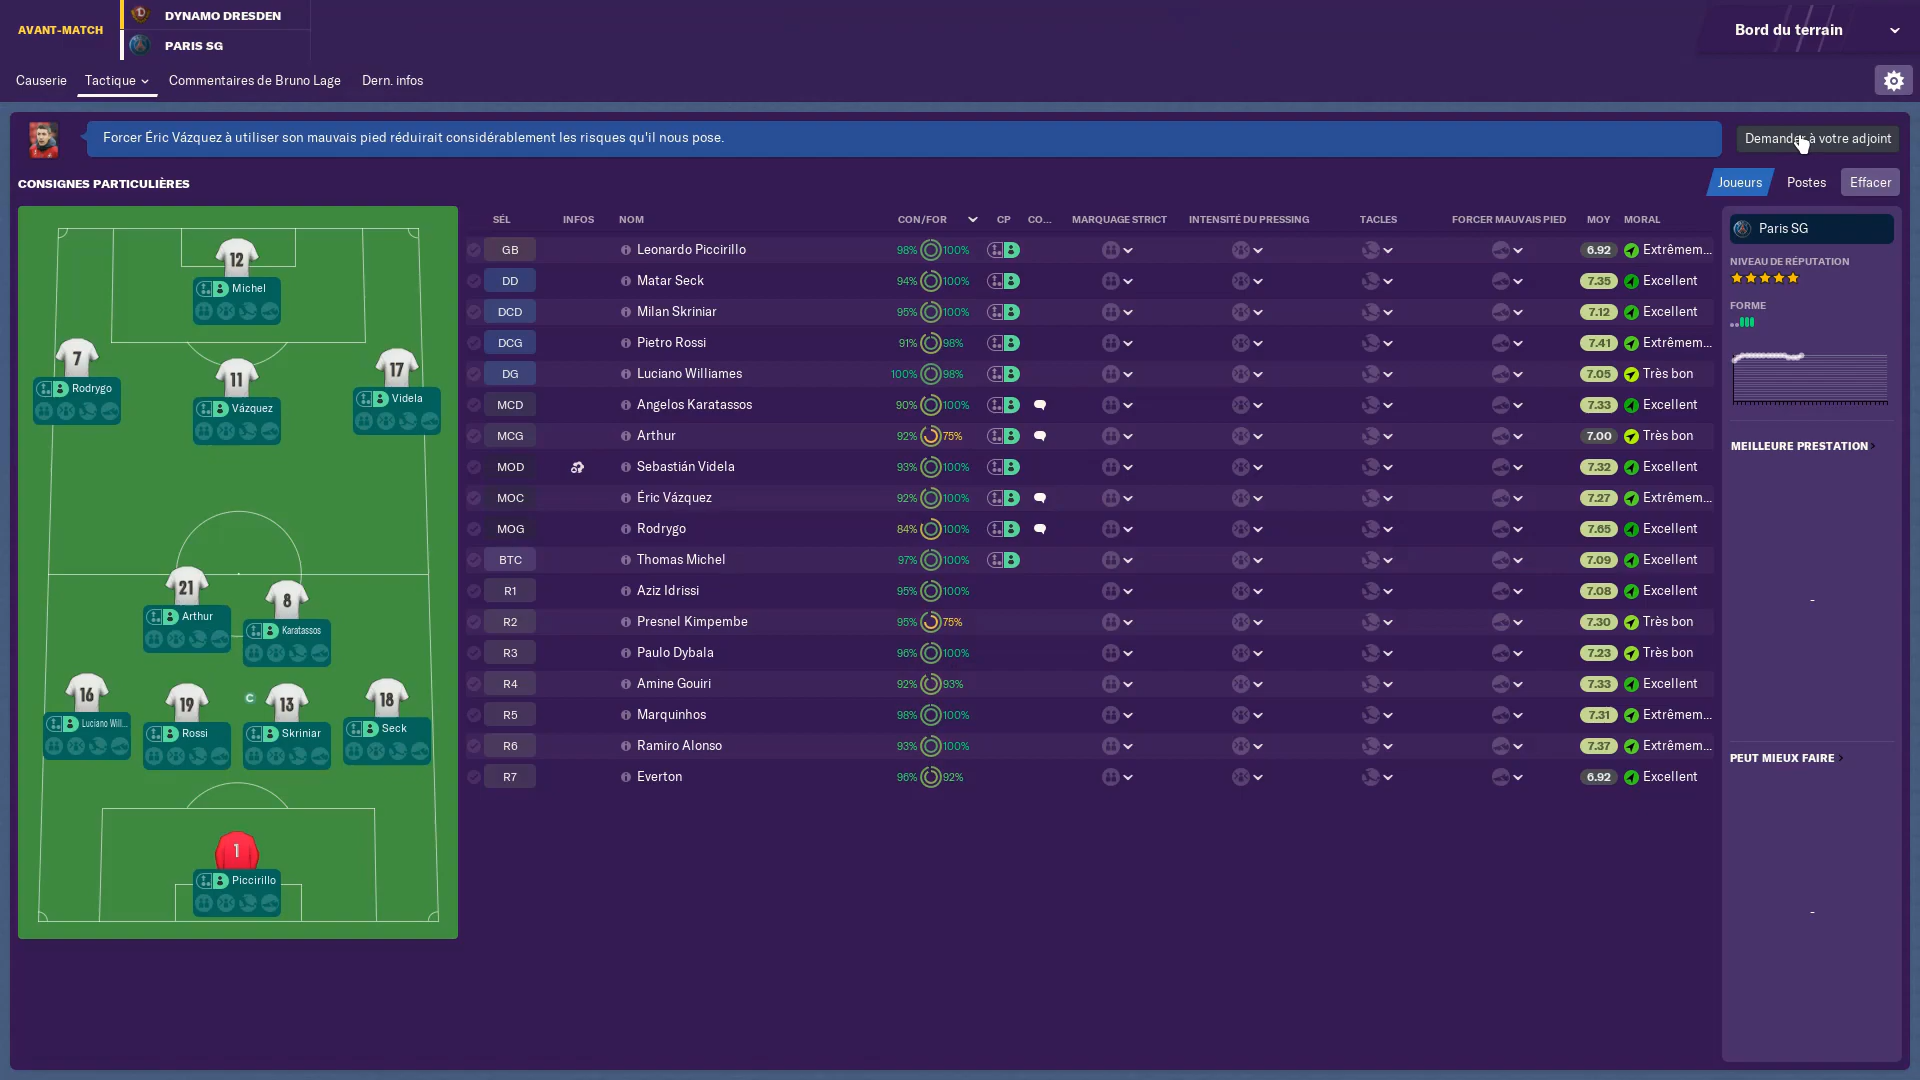 AVANT-MATCH
DYNAMO DRESDEN
PARIS SG
Bord du terrain
Causerie Tactique Commentaires de Bruno Lage Dern. infos
Forcer Éric Vázquez à utiliser son mauvais pied réduirait considérablement les risques qu'il nous pose.
Demander à votre adjoint
CONSIGNES PARTICULIÈRES
Joueurs Postes Effacer
SÉL INFOS NOM CON/FOR CP CO... MARQUAGE STRICT INTENSITÉ DU PRESSING TACLES FORCER MAUVAIS PIED MOY MORAL
GB Leonardo Piccirillo 98% 100% 6.92 Extrêmem...
DD Matar Seck 94% 100% 7.35 Excellent
DCD Milan Skriniar 95% 100% 7.12 Excellent
DCG Pietro Rossi 91% 98% 7.41 Extrêmem...
DG Luciano Williames 100% 98% 7.05 Très bon
MCD Angelos Karatassos 90% 100% 7.33 Excellent
MCG Arthur 92% 75% 7.00 Très bon
MOD Sebastián Videla 93% 100% 7.32 Excellent
MOC Éric Vázquez 92% 100% 7.27 Extrêmem...
MOG Rodrygo 84% 100% 7.65 Excellent
BTC Thomas Michel 97% 100% 7.09 Excellent
R1 Aziz Idrissi 95% 100% 7.08 Excellent
R2 Presnel Kimpembe 95% 75% 7.30 Très bon
R3 Paulo Dybala 96% 100% 7.23 Très bon
R4 Amine Gouiri 92% 93% 7.33 Excellent
R5 Marquinhos 98% 100% 7.31 Extrêmem...
R6 Ramiro Alonso 93% 100% 7.37 Extrêmem...
R7 Everton 96% 92% 6.92 Excellent
12
Michel
7
Rodrygo
11
Vázquez
17
Videla
21
Arthur
8
Karatassos
16
Luciano Will...
19
Rossi
C
13
Skriniar
18
Seck
1
Piccirillo
Paris SG
NIVEAU DE RÉPUTATION
FORME
MEILLEURE PRESTATION
-
PEUT MIEUX FAIRE
-